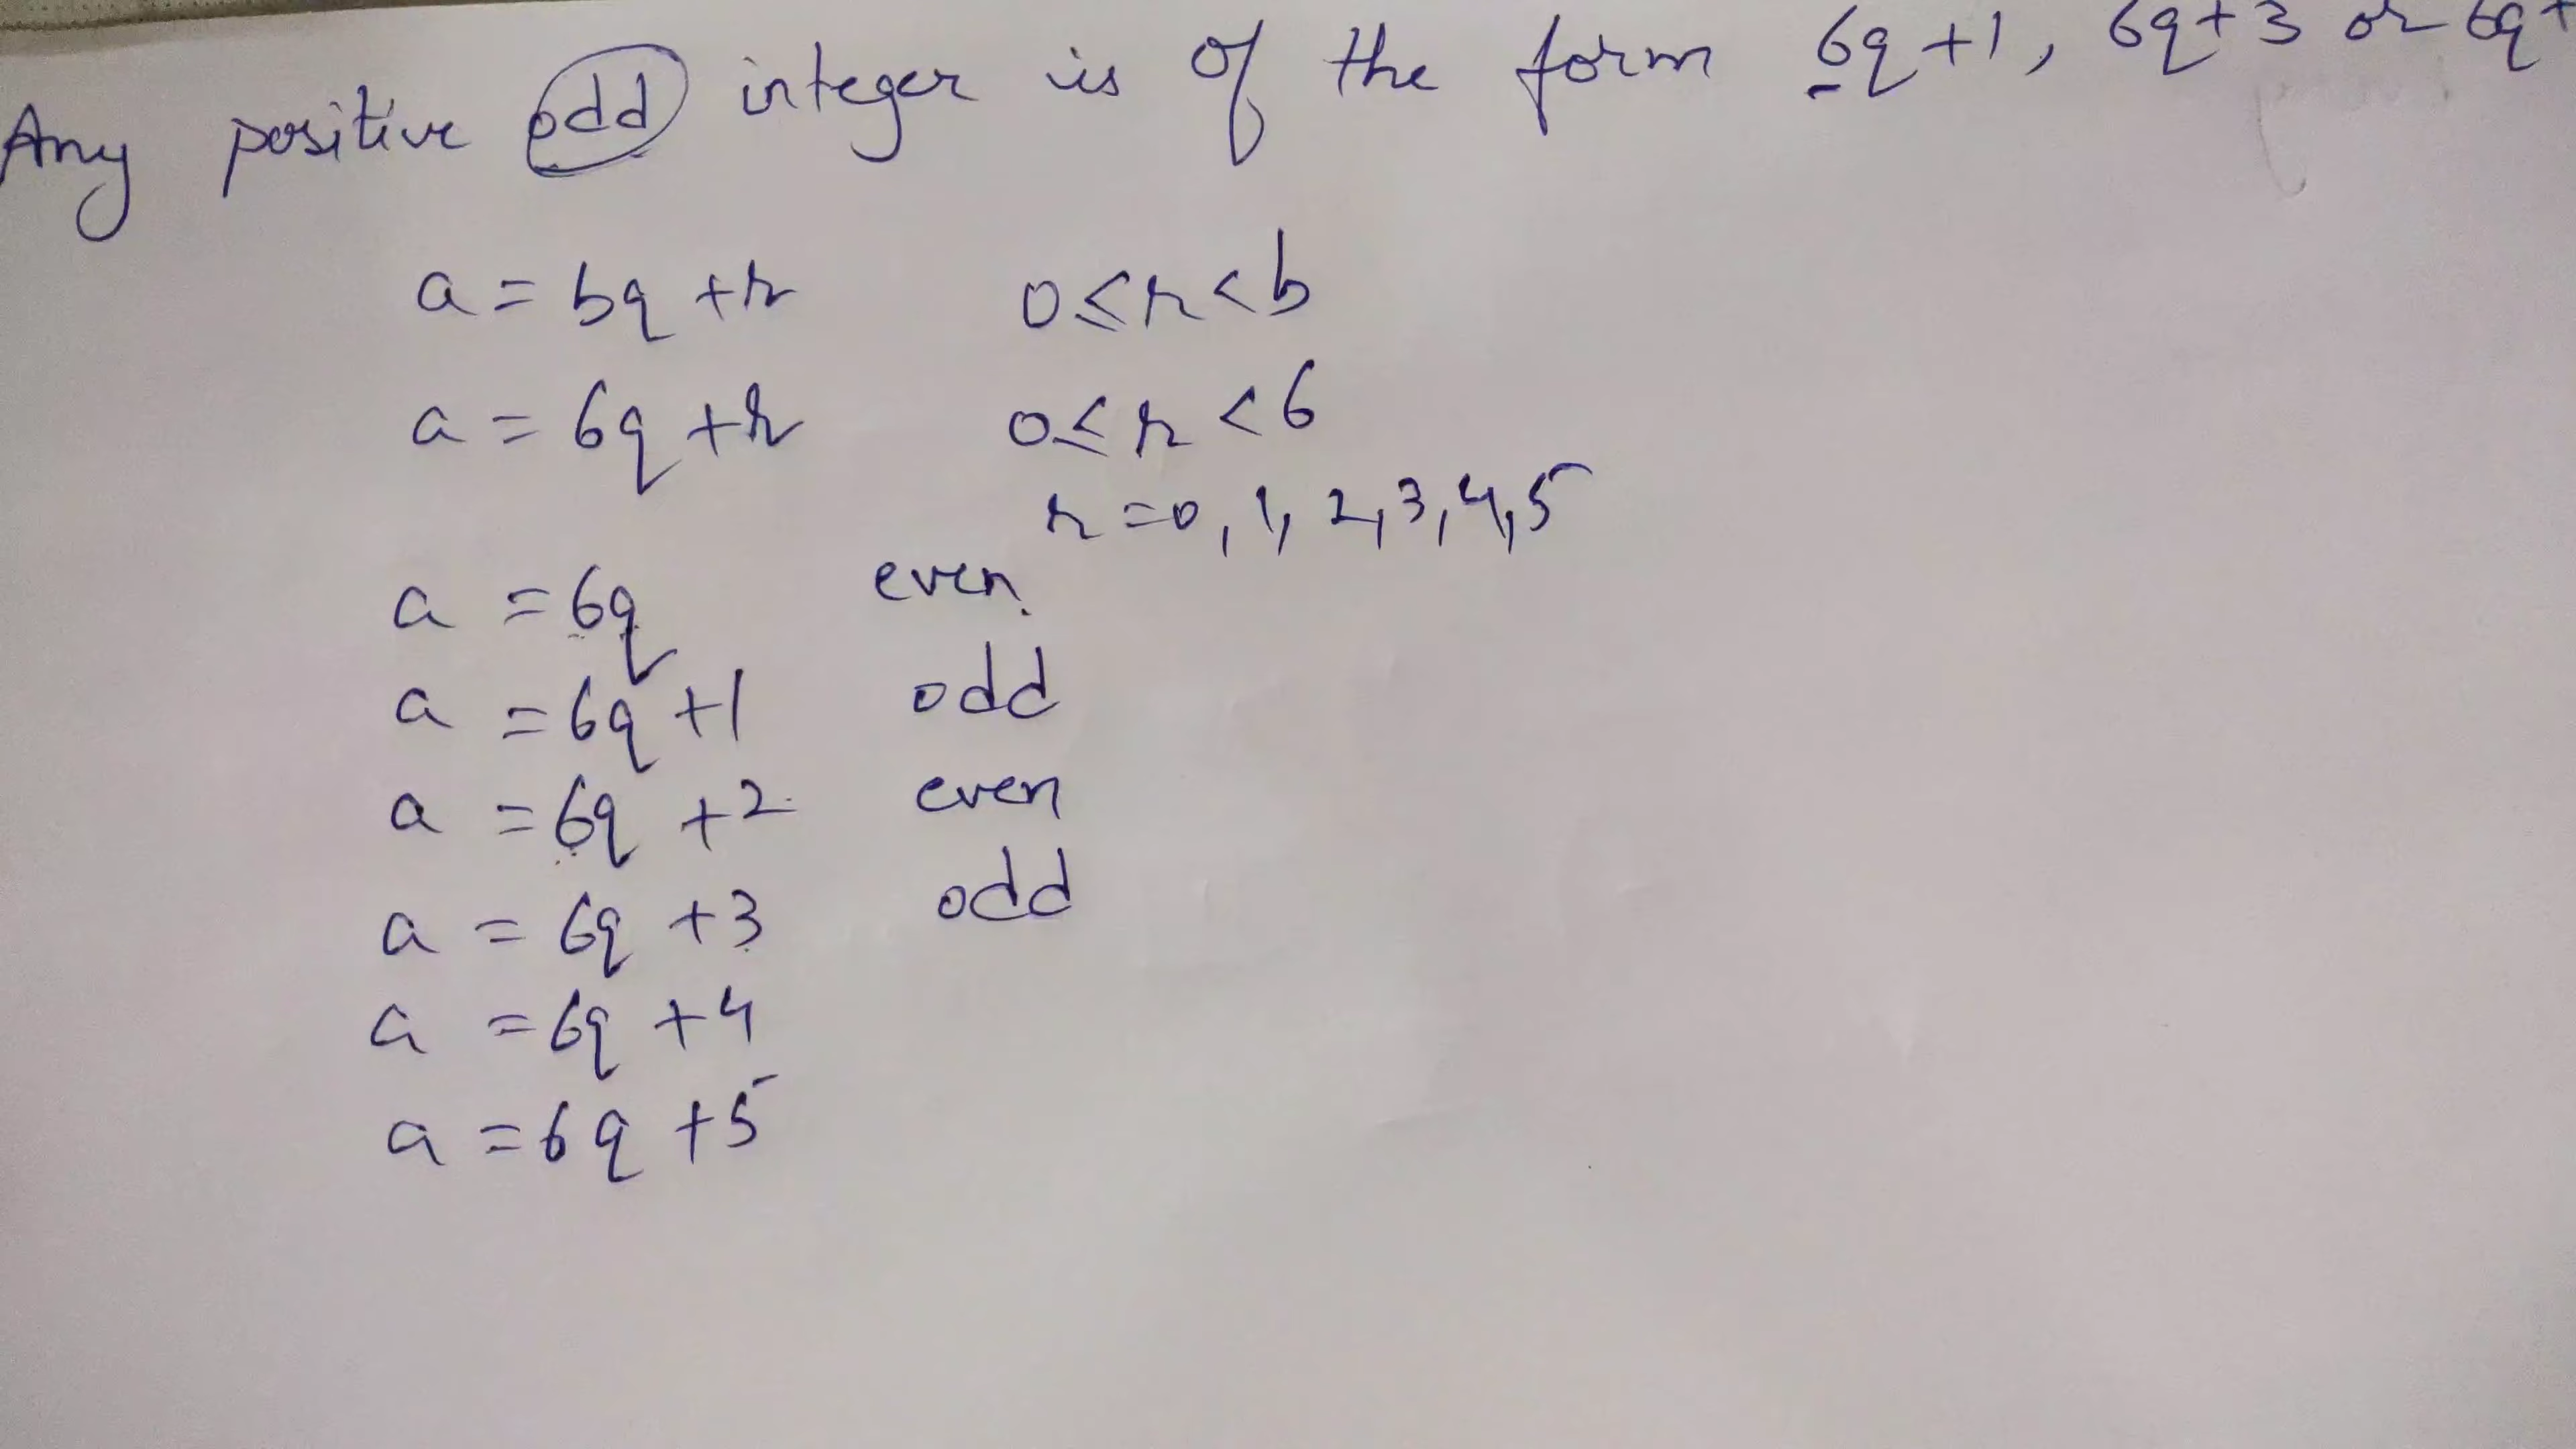 Any positive odd integer is of the form 6q+1, 6q+3 or 6q+
a = bq + r 0 ≤ r < b
a = 6q + r 0 ≤ r < 6
r = 0, 1, 2, 3, 4, 5
a = 6q even
a = 6q + 1 odd
a = 6q + 2 even
a = 6q + 3 odd
a = 6q + 4
a = 6q + 5